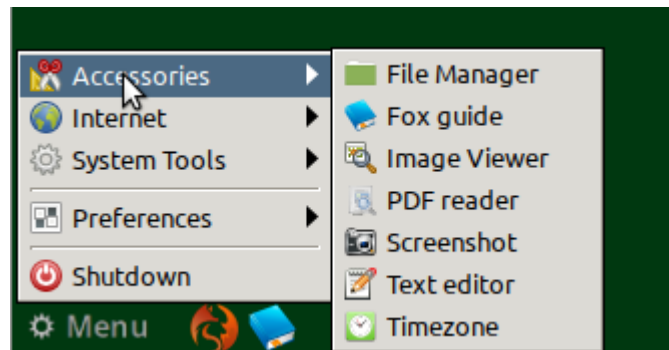 Accessories
Internet
System Tools
Preferences
Shutdown
Menu
File Manager
Fox guide
Image Viewer
PDF reader
Screenshot
Text editor
Timezone